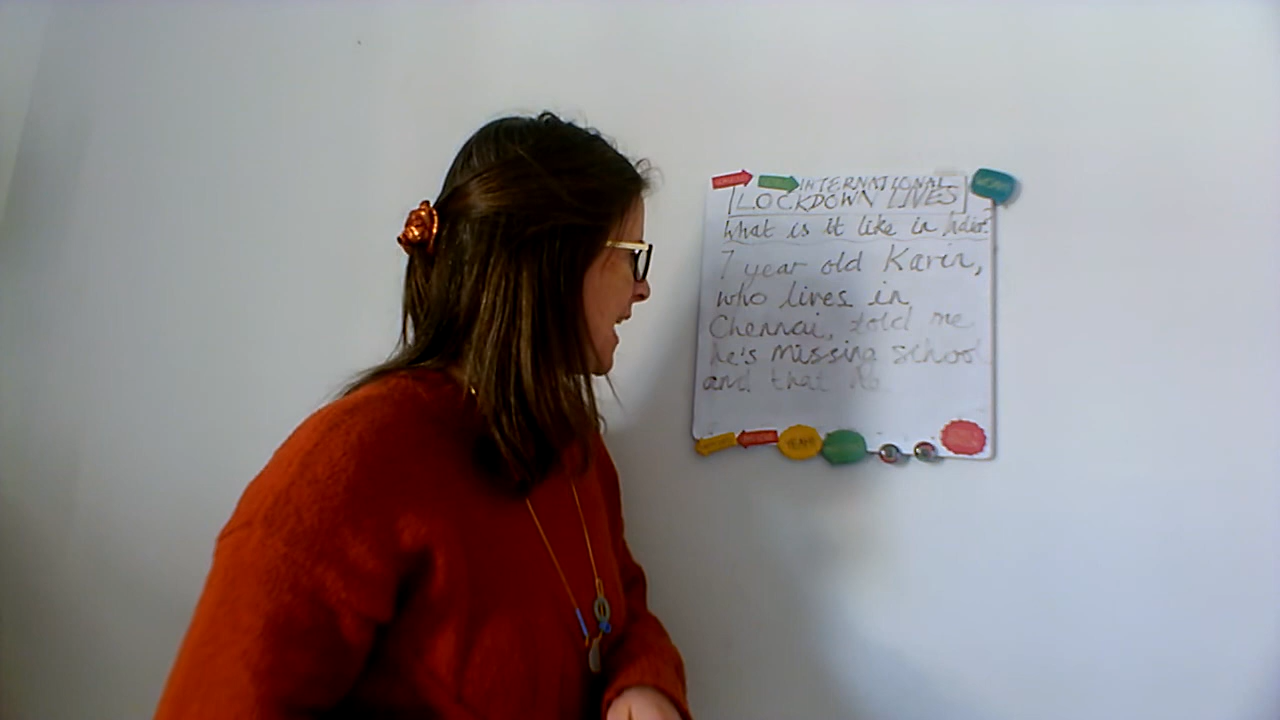 INTERNATIONAL
LOCKDOWN LIVES
What is it like in India?
7 year old Karin,
who lives in
Chennai, told me
he's missing school
and that